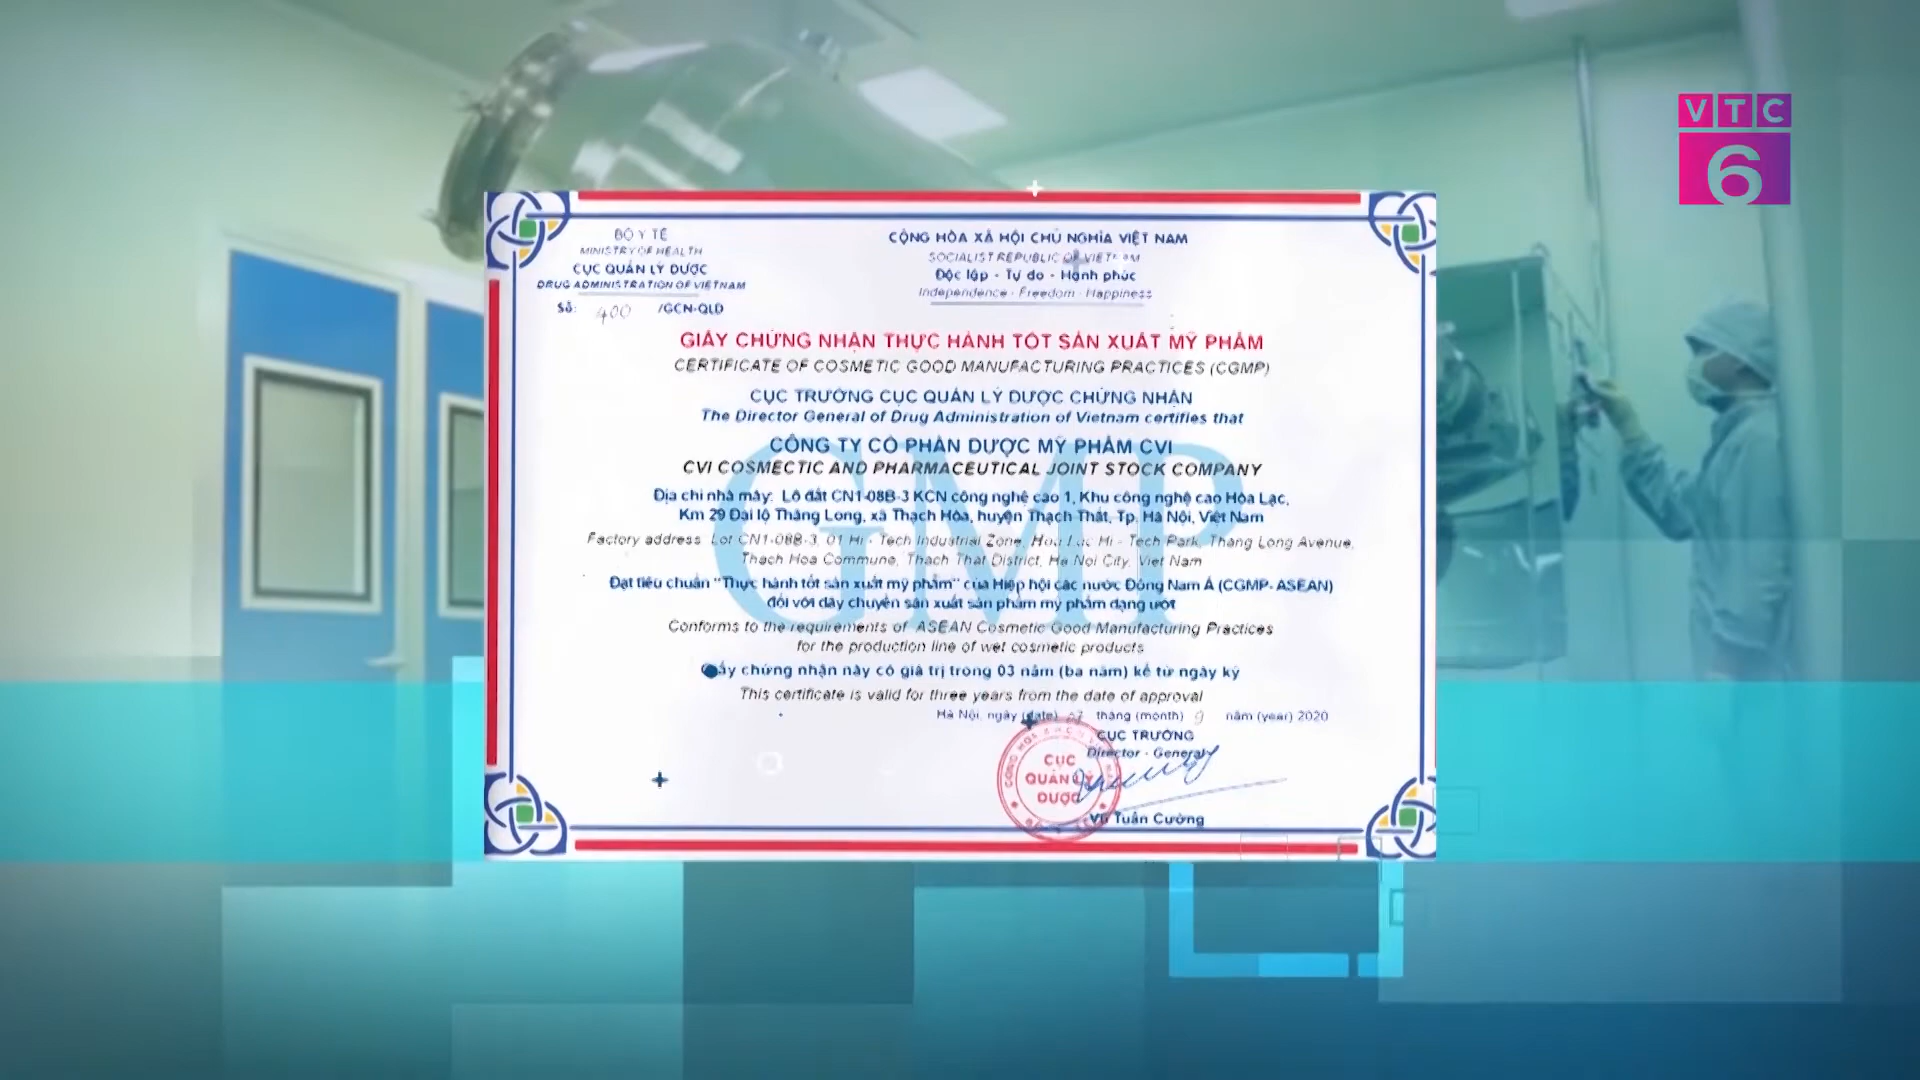 VTC
6
BỘ Y TẾ
MINISTRY OF HEALTH
CỤC QUẢN LÝ DƯỢC
DRUG ADMINISTRATION OF VIETNAM
Số: 400 /GCN-QLD
CỘNG HÒA XÃ HỘI CHỦ NGHĨA VIỆT NAM
SOCIALIST REPUBLIC OF VIETNAM
Độc lập - Tự do - Hạnh phúc
Independence - Freedom - Happiness
GIẤY CHỨNG NHẬN THỰC HÀNH TỐT SẢN XUẤT MỸ PHẨM
CERTIFICATE OF COSMETIC GOOD MANUFACTURING PRACTICES (CGMP)
CỤC TRƯỞNG CỤC QUẢN LÝ DƯỢC CHỨNG NHẬN
The Director General of Drug Administration of Vietnam certifies that
CÔNG TY CỔ PHẦN DƯỢC MỸ PHẨM CVI
CVI COSMECTIC AND PHARMACEUTICAL JOINT STOCK COMPANY
Địa chỉ nhà máy: Lô đất CN1-08B-3 KCN công nghệ cao 1, Khu công nghệ cao Hòa Lạc,
Km 29 Đại lộ Thăng Long, xã Thạch Hòa, huyện Thạch Thất, Tp. Hà Nội, Việt Nam
Factory address Lot CN1-08B-3, 01 Hi - Tech Industrial Zone, Hoa Lac Hi - Tech Park, Thang Long Avenue,
Thach Hoa Commune, Thach That District, Ha Noi City, Viet Nam
Đạt tiêu chuẩn "Thực hành tốt sản xuất mỹ phẩm" của Hiệp hội các nước Đông Nam Á (CGMP- ASEAN)
đối với dây chuyền sản xuất sản phẩm mỹ phẩm dạng ướt
Conforms to the requirements of ASEAN Cosmetic Good Manufacturing Practices
for the production line of wet cosmetic products
Giấy chứng nhận này có giá trị trong 03 năm (ba năm) kể từ ngày ký
This certificate is valid for three years from the date of approval
Hà Nội, ngày (date) 07 tháng (month) 9 năm (year) 2020
CỤC TRƯỞNG
Director - General
CỤC
QUẢN LÝ
DƯỢC
Vũ Tuấn Cường
GMP